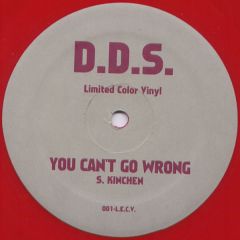 D.D.S.
Limited Color Vinyl
YOU CAN'T GO WRONG
S. KINCHEN
001-L.E.C.V.